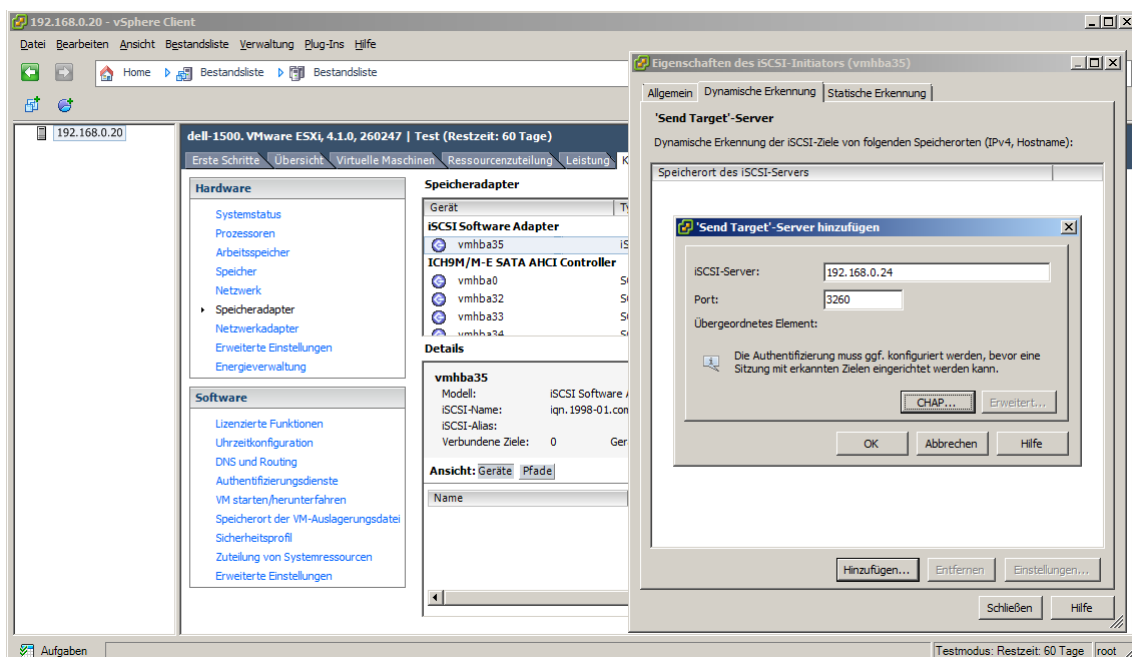 192.168.0.20 - vSphere Client
Datei Bearbeiten Ansicht Bestandsliste Verwaltung Plug-Ins Hilfe
Home Bestandsliste Bestandsliste
192.168.0.20
dell-1500. VMware ESXi, 4.1.0, 260247 | Test (Restzeit: 60 Tage)
Erste Schritte Übersicht Virtuelle Maschinen Ressourcenzuteilung Leistung K
Hardware
Systemstatus
Prozessoren
Arbeitsspeicher
Speicher
Netzwerk
Speicheradapter
Netzwerkadapter
Erweiterte Einstellungen
Energieverwaltung
Software
Lizenzierte Funktionen
Uhrzeitkonfiguration
DNS und Routing
Authentifizierungsdienste
VM starten/herunterfahren
Speicherort der VM-Auslagerungsdatei
Sicherheitsprofil
Zuteilung von Systemressourcen
Erweiterte Einstellungen
Speicheradapter
Gerät
iSCSI Software Adapter
vmhba35
ICH9M/M-E SATA AHCI Controller
vmhba0
vmhba32
vmhba33
vmhba34
Details
vmhba35
Modell: iSCSI Software
iSCSI-Name: iqn.1998-01.com
iSCSI-Alias:
Verbundene Ziele: 0 Ger
Ansicht: Geräte Pfade
Name
Eigenschaften des iSCSI-Initiators (vmhba35)
Allgemein Dynamische Erkennung Statische Erkennung
'Send Target'-Server
Dynamische Erkennung der iSCSI-Ziele von folgenden Speicherorten (IPv4, Hostname):
Speicherort des iSCSI-Servers
'Send Target'-Server hinzufügen
iSCSI-Server: 192.168.0.24
Port: 3260
Übergeordnetes Element:
Die Authentifizierung muss ggf. konfiguriert werden, bevor eine
Sitzung mit erkannten Zielen eingerichtet werden kann.
CHAP... Erweitert...
OK Abbrechen Hilfe
Hinzufügen... Entfernen Einstellungen...
Schließen Hilfe
Aufgaben
Testmodus: Restzeit: 60 Tage root